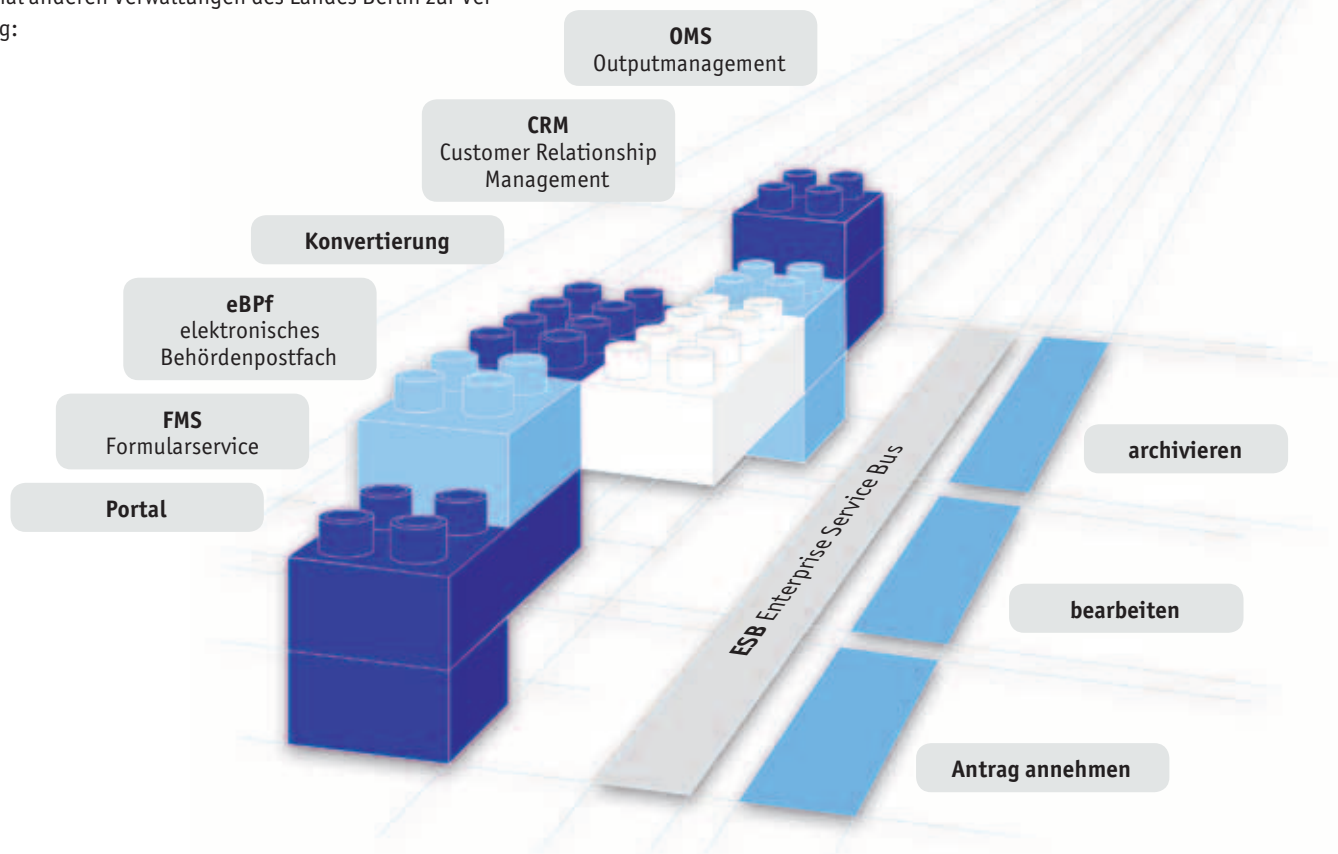 anderen Verwaltungen des Landes Berlin zur Ver-
g:
OMS
Outputmanagement
CRM
Customer Relationship
Management
Konvertierung
eBPf
elektronisches
Behördenpostfach
FMS
Formularservice
Portal
ESB Enterprise Service Bus
archivieren
bearbeiten
Antrag annehmen